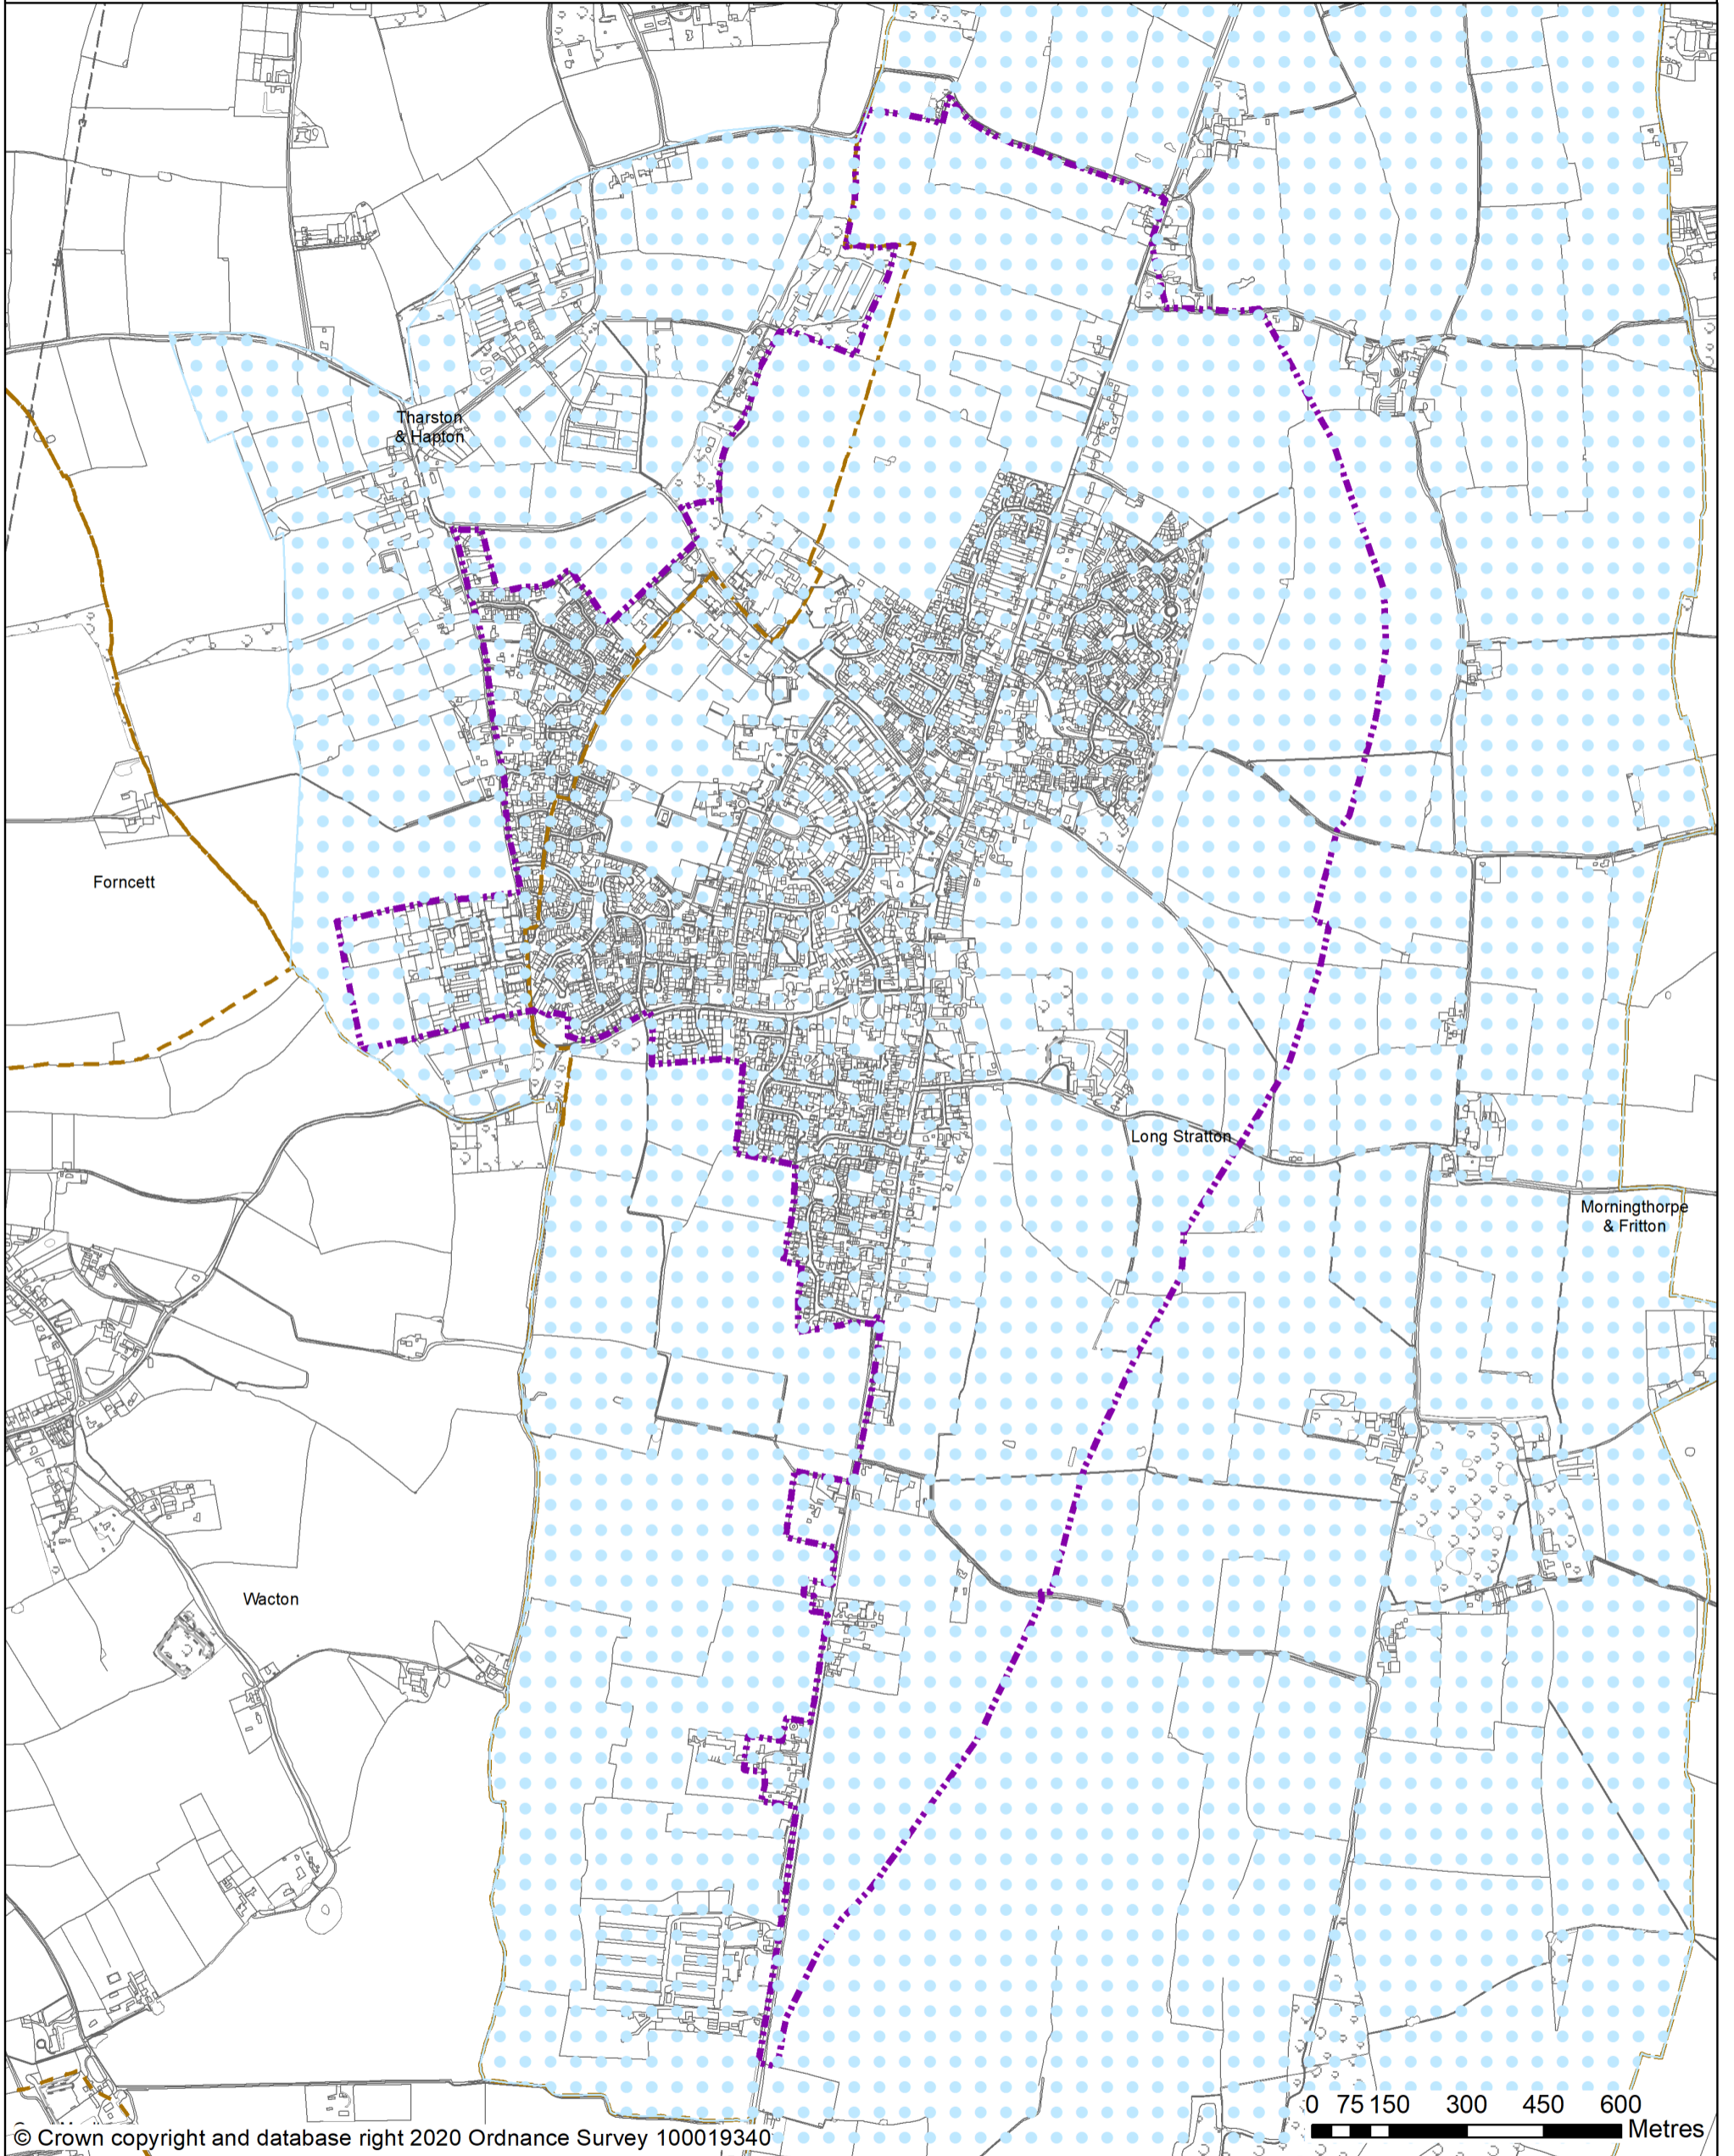 Tharston
& Hapton
Forncett
Long Stratton
Morningthorpe
& Fritton
Wacton
0 75 150 300 450 600
Metres
© Crown copyright and database right 2020 Ordnance Survey 100019340